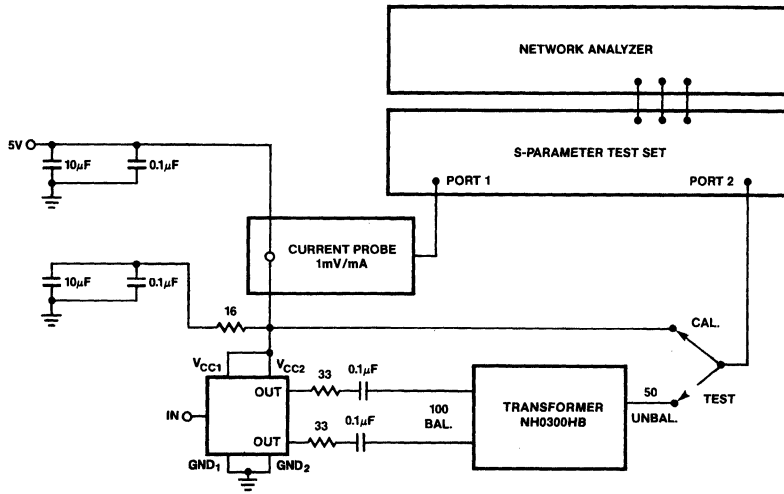 NETWORK ANALYZER
S-PARAMETER TEST SET
PORT 1
PORT 2
5V
10µF
0.1µF
CURRENT PROBE
1mV/mA
10µF
0.1µF
16
CAL.
VCC1
VCC2
OUT
33
0.1µF
IN
OUT
33
0.1µF
100
BAL.
TRANSFORMER
NH0300HB
50
UNBAL.
TEST
GND1
GND2